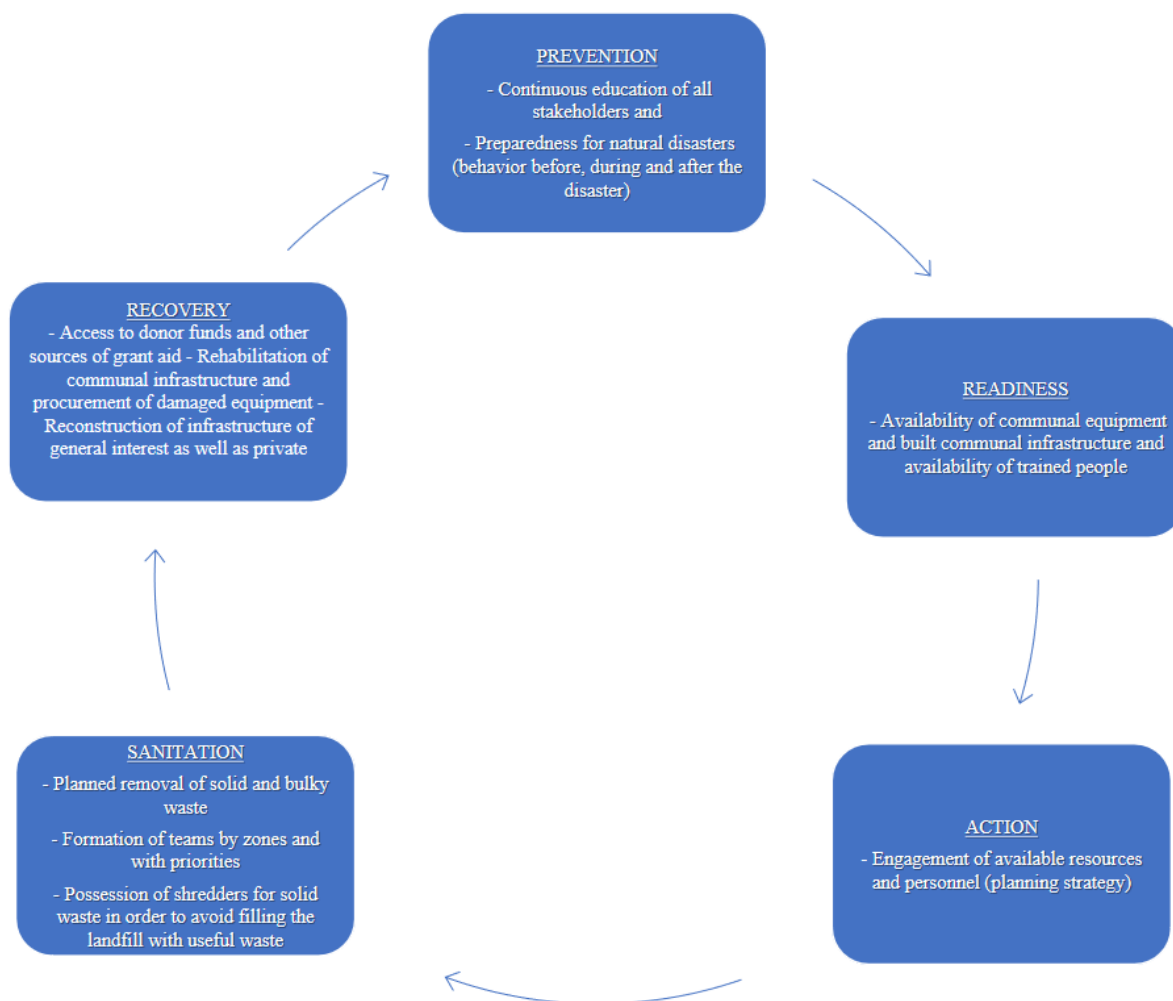 PREVENTION
- Continuous education of all
stakeholders and
- Preparedness for natural disasters
(behavior before, during and after the
disaster)
READINESS
- Availability of communal equipment
and built communal infrastructure and
availability of trained people
ACTION
- Engagement of available resources
and personnel (planning strategy)
SANITATION
- Planned removal of solid and bulky
waste
- Formation of teams by zones and
with priorities
- Possession of shredders for solid
waste in order to avoid filling the
landfill with useful waste
RECOVERY
- Access to donor funds and other
sources of grant aid - Rehabilitation of
communal infrastructure and
procurement of damaged equipment -
Reconstruction of infrastructure of
general interest as well as private